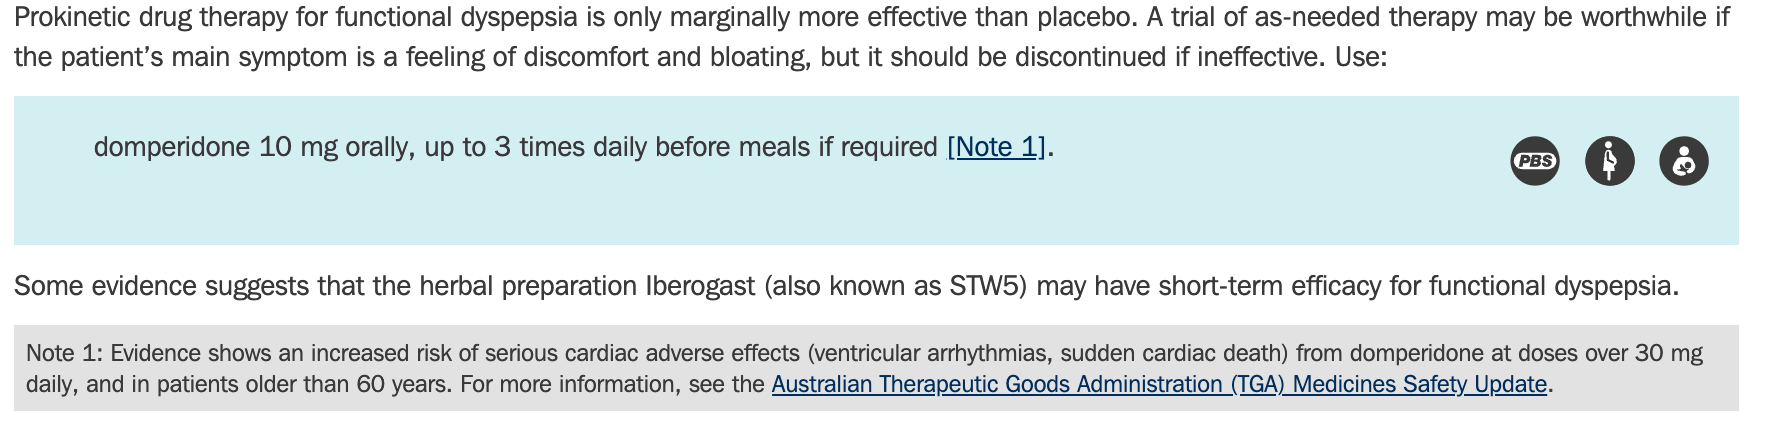 Prokinetic drug therapy for functional dyspepsia is only marginally more effective than placebo. A trial of as-needed therapy may be worthwhile if
the patient’s main symptom is a feeling of discomfort and bloating, but it should be discontinued if ineffective. Use:
domperidone 10 mg orally, up to 3 times daily before meals if required [Note 1].
PBS
Some evidence suggests that the herbal preparation Iberogast (also known as STW5) may have short-term efficacy for functional dyspepsia.
Note 1: Evidence shows an increased risk of serious cardiac adverse effects (ventricular arrhythmias, sudden cardiac death) from domperidone at doses over 30 mg
daily, and in patients older than 60 years. For more information, see the Australian Therapeutic Goods Administration (TGA) Medicines Safety Update.